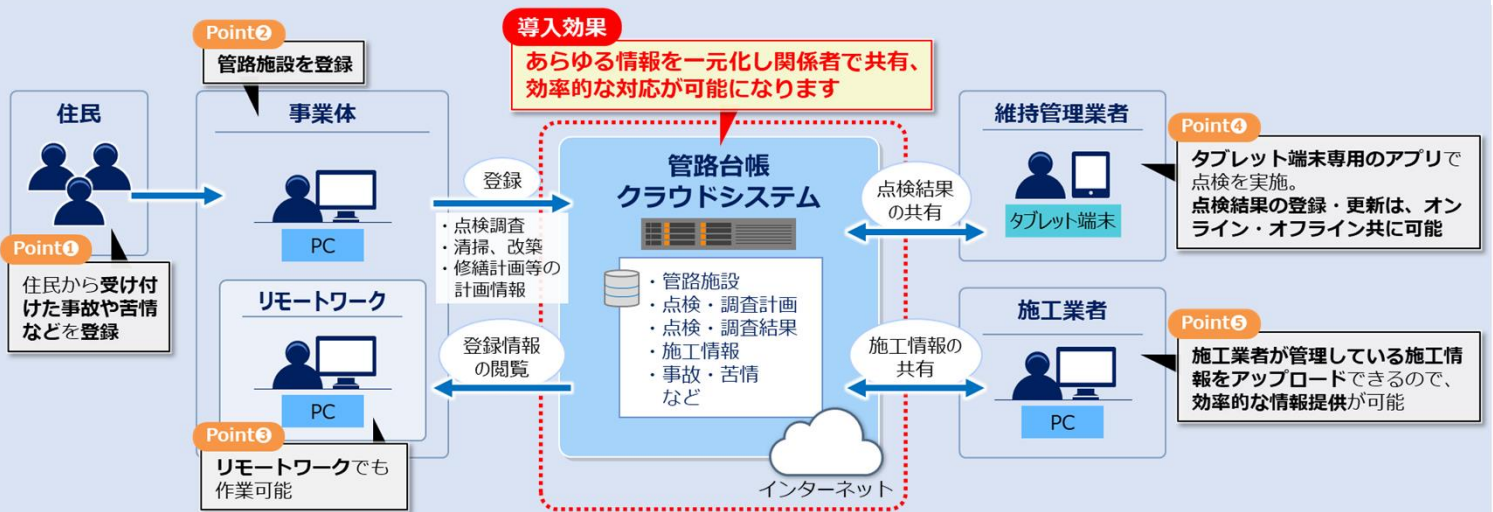 導入効果
あらゆる情報を一元化し関係者で共有、
効率的な対応が可能になります
Point❷
管路施設を登録
住民
Point❶
住民から受け付
けた事故や苦情
などを登録
事業体
PC
リモートワーク
PC
Point❸
リモートワークでも
作業可能
登録
・点検調査
・清掃、改築
・修繕計画等の
計画情報
登録情報
の閲覧
管路台帳
クラウドシステム
・管路施設
・点検・調査計画
・点検・調査結果
・施工情報
・事故・苦情
など
インターネット
点検結果
の共有
施工情報の
共有
維持管理業者
タブレット端末
Point❹
タブレット端末専用のアプリで
点検を実施。
点検結果の登録・更新は、オン
ライン・オフライン共に可能
施工業者
PC
Point❺
施工業者が管理している施工情
報をアップロードできるので、
効率的な情報提供が可能